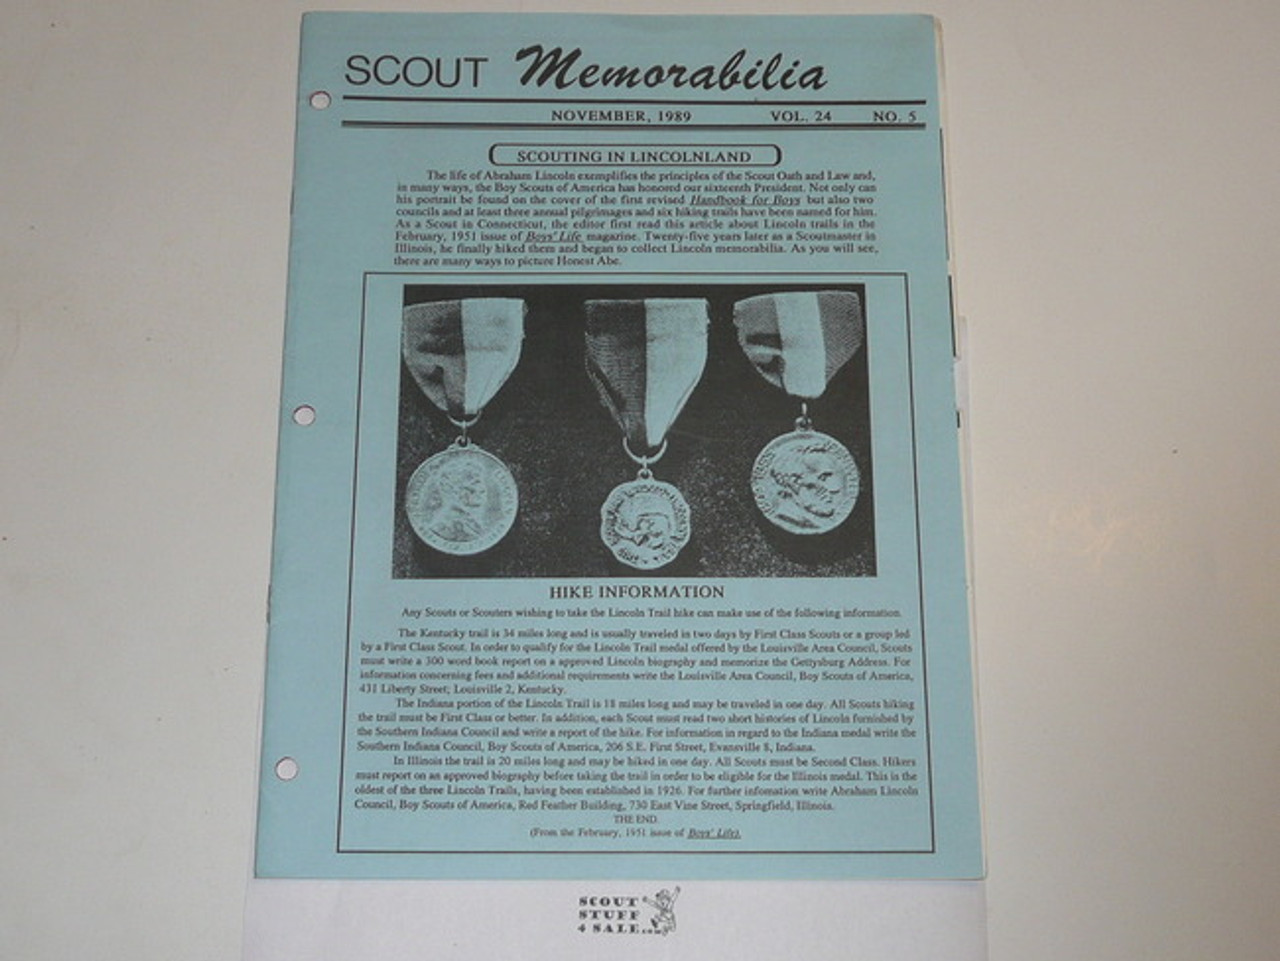 SCOUT Memorabilia
NOVEMBER, 1989 VOL. 24 NO. 5
SCOUTING IN LINCOLNLAND
The life of Abraham Lincoln exemplifies the principles of the Scout Oath and Law and,
in many ways, the Boy Scouts of America has honored our sixteenth President. Not only can
his portrait be found on the cover of the first revised Handbook for Boys but also two
councils and at least three annual pilgrimages and six hiking trails have been named for him.
As a Scout in Connecticut, the editor first read this article about Lincoln trails in the
February, 1951 issue of Boys' Life magazine. Twenty-five years later as a Scoutmaster in
Illinois, he finally hiked them and began to collect Lincoln memorabilia. As you will see,
there are many ways to picture Honest Abe.
HIKE INFORMATION
Any Scouts or Scouters wishing to take the Lincoln Trail hike can make use of the following information.
The Kentucky trail is 34 miles long and is usually traveled in two days by First Class Scouts or a group led
by a First Class Scout. In order to qualify for the Lincoln Trail medal offered by the Louisville Area Council, Scouts
must write a 300 word book report on a approved Lincoln biography and memorize the Gettysburg Address. For
information concerning fees and additional requirements write the Louisville Area Council, Boy Scouts of America,
431 Liberty Street; Louisville 2, Kentucky.
The Indiana portion of the Lincoln Trail is 18 miles long and may be traveled in one day. All Scouts hiking
the trail must be First Class or better. In addition, each Scout must read two short histories of Lincoln furnished by
the Southern Indiana Council and write a report of the hike. For information in regard to the Indiana medal write the
Southern Indiana Council, Boy Scouts of America, 206 S.E. First Street, Evansville 8, Indiana.
In Illinois the trail is 20 miles long and may be hiked in one day. All Scouts must be Second Class. Hikers
must report on an approved biography before taking the trail in order to be eligible for the Illinois medal. This is the
oldest of the three Lincoln Trails, having been established in 1926. For further infomation write Abraham Lincoln
Council, Boy Scouts of America, Red Feather Building, 730 East Vine Street, Springfield, Illinois.
THE END.
(From the February, 1951 issue of Boys' Life).
SCOUT
STUFF
4 SALE.com